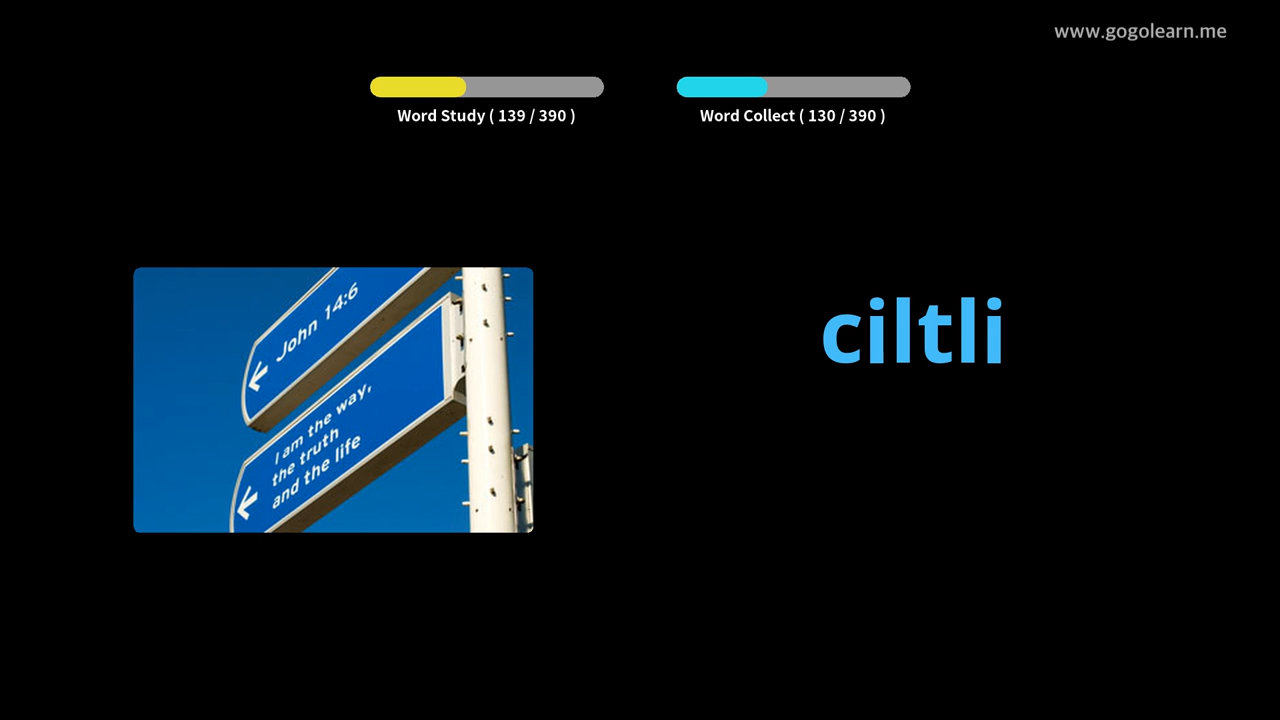 www.gogolearn.me
Word Study ( 139 / 390 )
Word Collect ( 130 / 390 )
John 14:6
I am the way,
the truth
and the life
ciltli